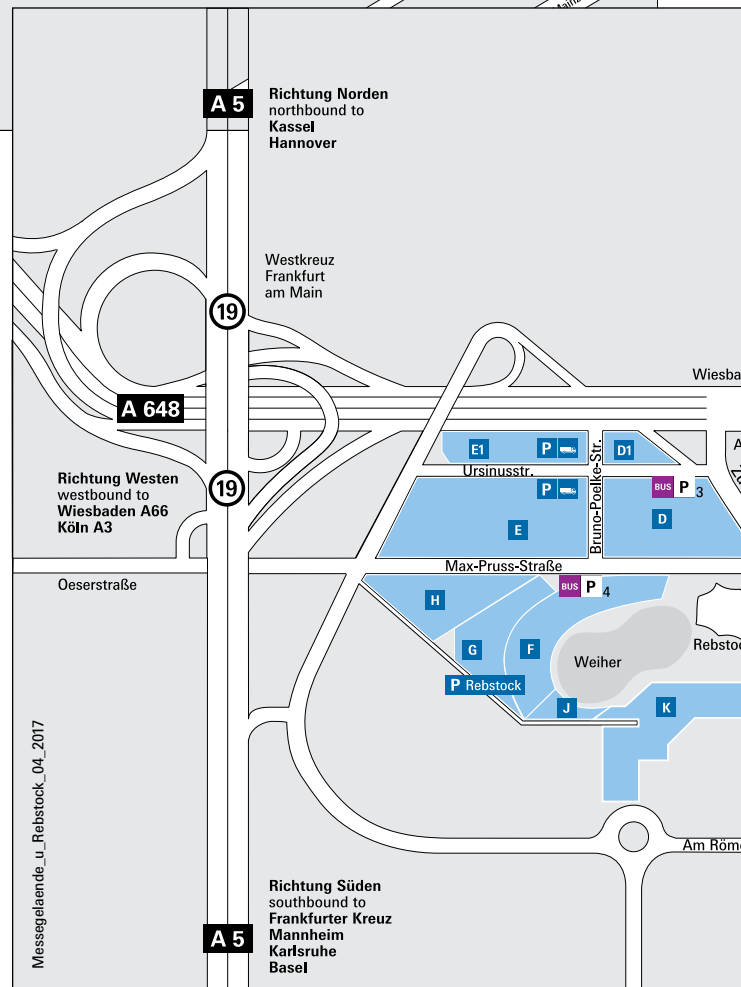 Mainz
A 5
Richtung Norden
northbound to
Kassel
Hannover
Westkreuz
Frankfurt
am Main
19
Wiesba
A 648
E1
P
D1
A
Ursinusstr.
Bruno-Poelke-Str.
Richtung Westen
westbound to
Wiesbaden A66
Köln A3
19
P
BUS P 3
E
D
Max-Pruss-Straße
Oeserstraße
BUS P 4
H
G
F
Weiher
Rebstoc
P Rebstock
J
K
Messegelaende_u_Rebstock_04_2017
Am Röme
Richtung Süden
southbound to
Frankfurter Kreuz
Mannheim
Karlsruhe
Basel
A 5